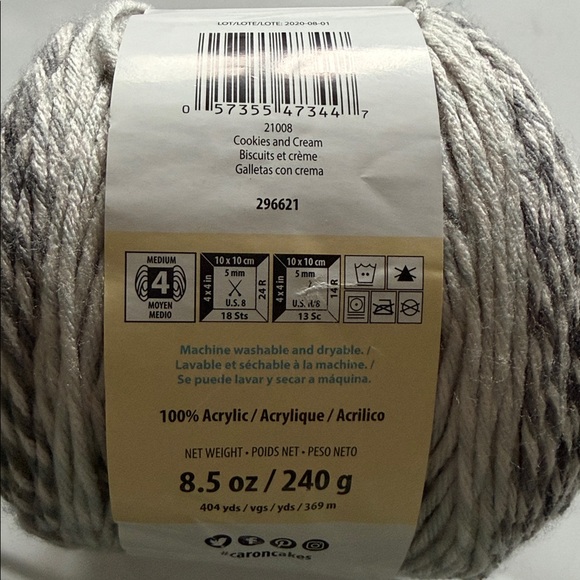 LOT/LOTE/LOTE: 2020-08-01
0 57355 47344 7
21008
Cookies and Cream
Biscuits et crème
Galletas con crema
296621
MEDIUM
4
MOYEN
MEDIO
10 x 10 cm
4 x 4 in
5 mm
24 R
U.S. 8
18 Sts
10 x 10 cm
4 x 4 in
5 mm
14 R
13 Sc
Machine washable and dryable. /
Lavable et séchable à la machine. /
Se puede lavar y secar a máquina.
100% Acrylic / Acrylique / Acrilico
NET WEIGHT • POIDS NET • PESO NETO
8.5 oz / 240 g
404 yds / vgs / yds / 369 m
#caroncakes